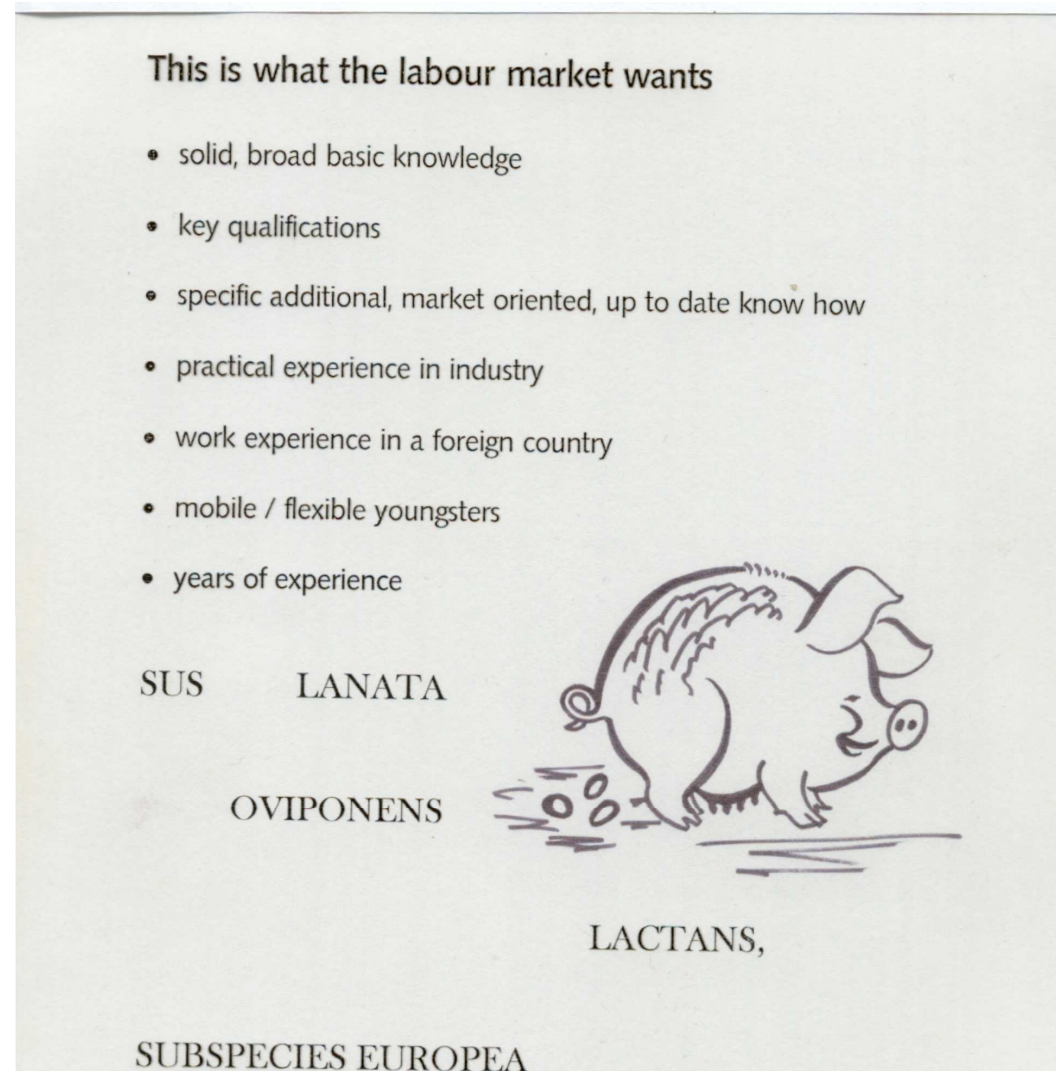 This is what the labour market wants
• solid, broad basic knowledge
• key qualifications
• specific additional, market oriented, up to date know how
• practical experience in industry
• work experience in a foreign country
• mobile / flexible youngsters
• years of experience
SUS LANATA
OVIPONENS
LACTANS,
SUBSPECIES EUROPEA